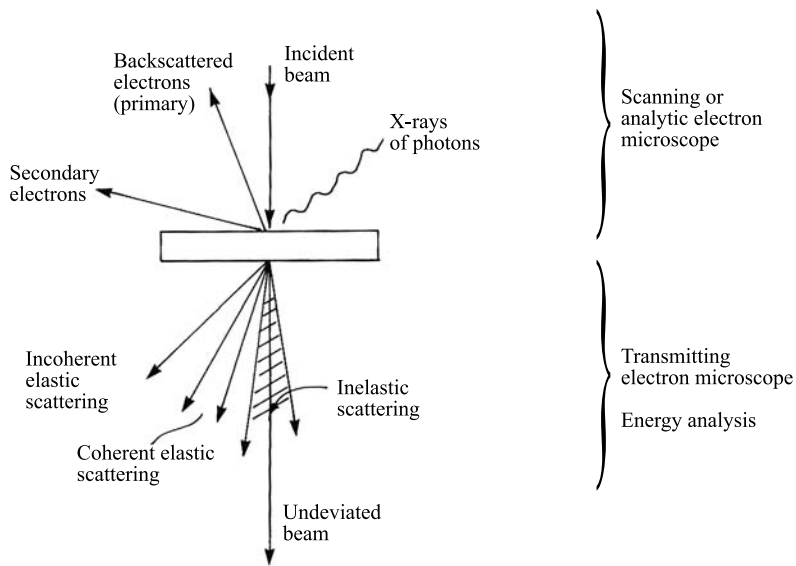 Backscattered
electrons
(primary)
Incident
beam
X-rays
of photons
Scanning or
analytic electron
microscope
Secondary
electrons
Incoherent
elastic
scattering
Coherent elastic
scattering
Inelastic
scattering
Transmitting
electron microscope
Energy analysis
Undeviated
beam